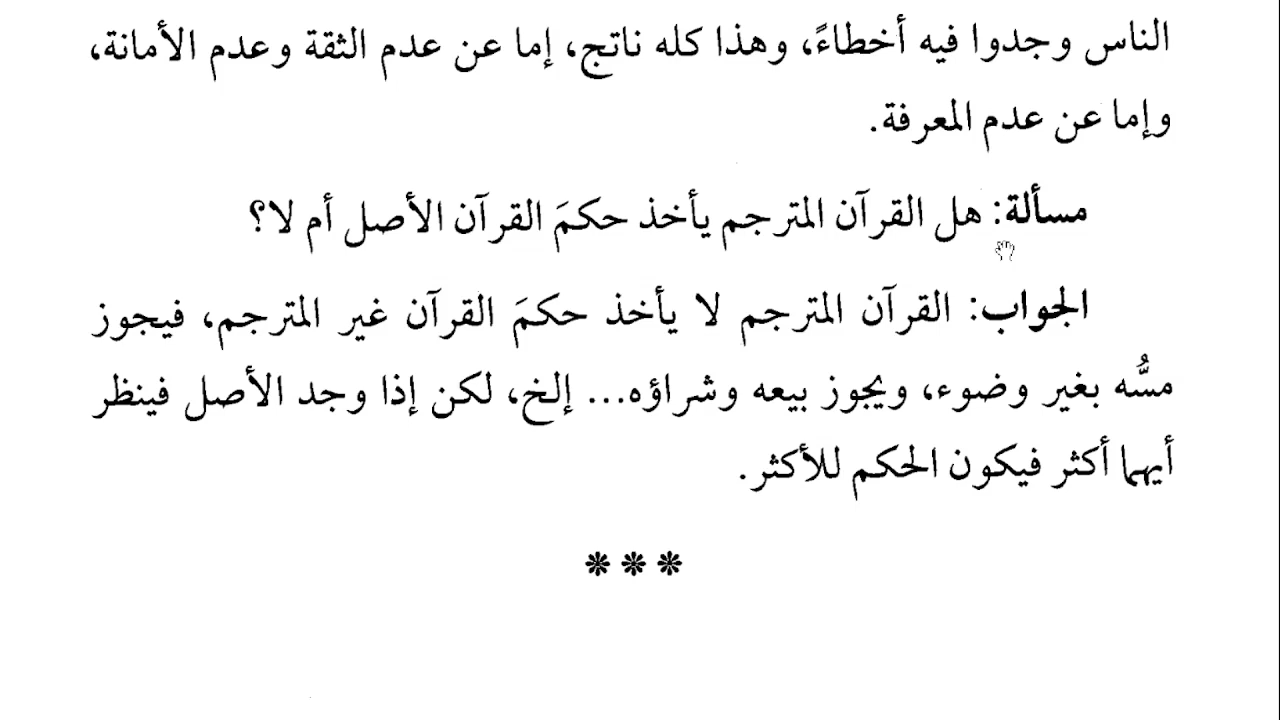 الناس وجدوا فيه أخطاءً، وهذا كله ناتج، إما عن عدم الثقة وعدم الأمانة،
وإما عن عدم المعرفة.
مسألة: هل القرآن المترجم يأخذ حكمَ القرآن الأصل أم لا؟
الجواب: القرآن المترجم لا يأخذ حكمَ القرآن غير المترجم، فيجوز
مسُّه بغير وضوء، ويجوز بيعه وشراؤه... إلخ، لكن إذا وجد الأصل فينظر
أيهما أكثر فيكون الحكم للأكثر.
* * *